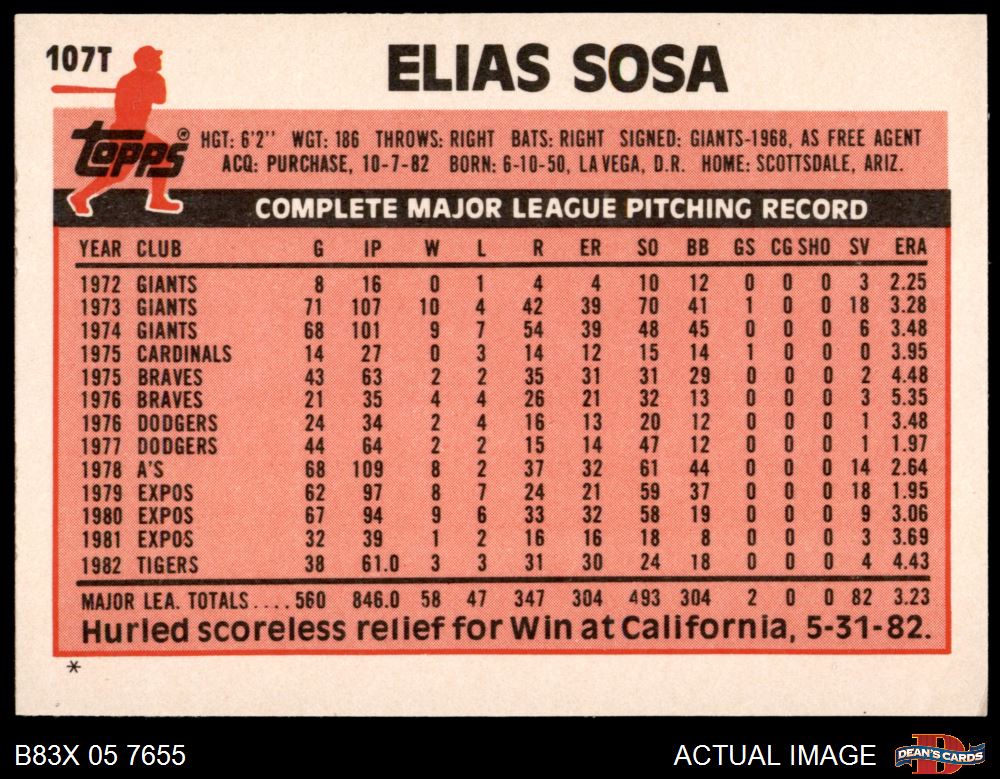 107T
ELIAS SOSA
topps®
HGT: 6'2'' WGT: 186 THROWS: RIGHT BATS: RIGHT SIGNED: GIANTS-1968, AS FREE AGENT
ACQ: PURCHASE, 10-7-82 BORN: 6-10-50, LA VEGA, D.R. HOME: SCOTTSDALE, ARIZ.
COMPLETE MAJOR LEAGUE PITCHING RECORD
YEAR CLUB G IP W L R ER SO BB GS CG SHO SV ERA
1972 GIANTS 8 16 0 1 4 4 10 12 0 0 0 3 2.25
1973 GIANTS 71 107 10 4 42 39 70 41 1 0 0 18 3.28
1974 GIANTS 68 101 9 7 54 39 48 45 0 0 0 6 3.48
1975 CARDINALS 14 27 0 3 14 12 15 14 1 0 0 0 3.95
1975 BRAVES 43 63 2 2 35 31 31 29 0 0 0 2 4.48
1976 BRAVES 21 35 4 4 26 21 32 13 0 0 0 3 5.35
1976 DODGERS 24 34 2 4 16 13 20 12 0 0 0 1 3.48
1977 DODGERS 44 64 2 2 15 14 47 12 0 0 0 1 1.97
1978 A'S 68 109 8 2 37 32 61 44 0 0 0 14 2.64
1979 EXPOS 62 97 8 7 24 21 59 37 0 0 0 18 1.95
1980 EXPOS 67 94 9 6 33 32 58 19 0 0 0 9 3.06
1981 EXPOS 32 39 1 2 16 16 18 8 0 0 0 3 3.69
1982 TIGERS 38 61.0 3 3 31 30 24 18 0 0 0 4 4.43
MAJOR LEA. TOTALS .... 560 846.0 58 47 347 304 493 304 2 0 0 82 3.23
Hurled scoreless relief for Win at California, 5-31-82.
*
B83X 05 7655 ACTUAL IMAGE DEAN'S CARDS